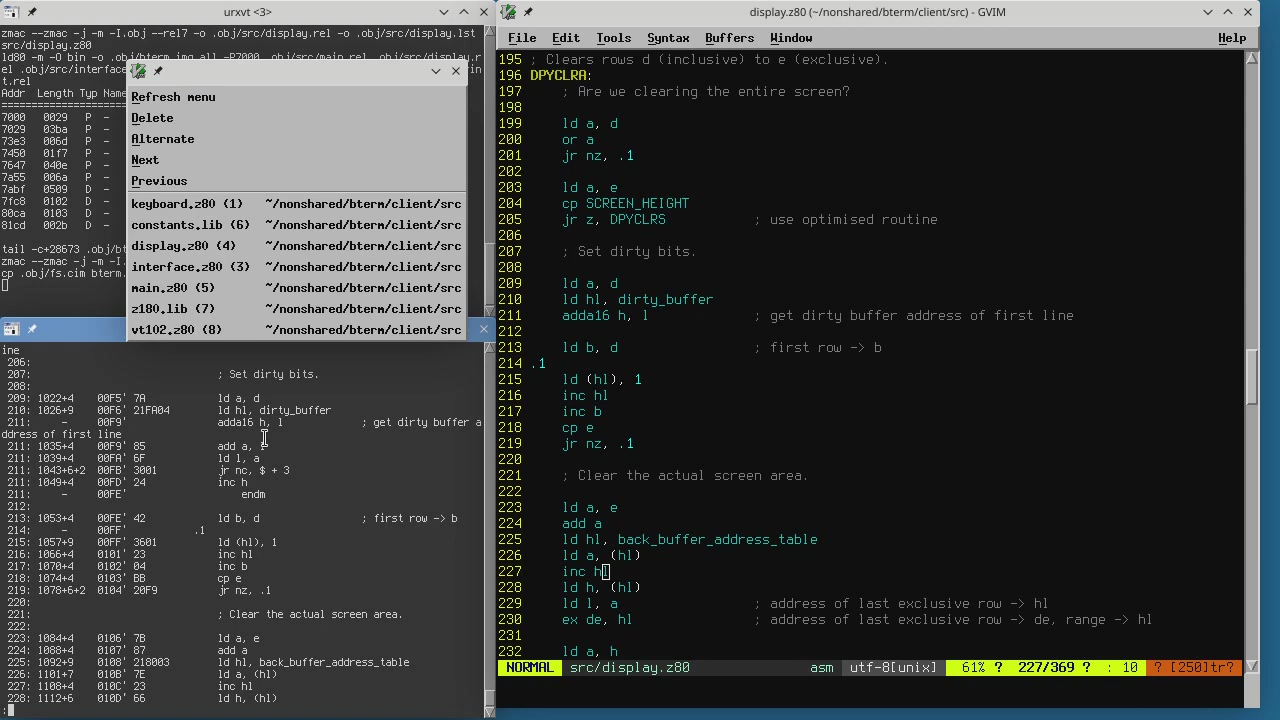 urxvt <3>
zmac --zmac -j -m -I.obj --rel7 -o .obj/src/display.rel -o .obj/src/display.lst
src/display.z80
ld80 -m -O bin -o .obj/bterm.img all -P7000 .obj/src/main.rel .obj/src/display.r
el .obj/src/interface
t.rel
Addr  Length Typ Name
7000   0029   P  -
7029   03ba   P  -
73e3   006d   P  -
7450   01f7   P  -
7647   040e   P  -
7a55   006a   P  -
7abf   0509   D  -
7fc8   0102   D  -
80ca   0103   D  -
81cd   002b   D  -
tail -c+28673 .obj/bt
zmac --zmac -j -m -I.
cp .obj/fs.cim bterm.
Refresh menu
Delete
Alternate
Next
Previous
keyboard.z80 (1)   ~/nonshared/bterm/client/src
constants.lib (6)  ~/nonshared/bterm/client/src
display.z80 (4)    ~/nonshared/bterm/client/src
interface.z80 (3)  ~/nonshared/bterm/client/src
main.z80 (5)       ~/nonshared/bterm/client/src
z180.lib (7)       ~/nonshared/bterm/client/src
vt102.z80 (8)      ~/nonshared/bterm/client/src
ine
206:
207:                          ; Set dirty bits.
208:
209: 1022+4   00F5' 7A          ld a, d
210: 1026+9   00F6' 21FA04      ld hl, dirty_buffer
211:    -     00F9'             adda16 h, l           ; get dirty buffer a
ddress of first line
211: 1035+4   00F9' 85          add a, l
211: 1039+4   00FA' 6F          ld l, a
211: 1043+6+2 00FB' 3001        jr nc, $ + 3
211: 1049+4   00FD' 24          inc h
211:    -     00FE'                endm
212:
213: 1053+4   00FE' 42          ld b, d               ; first row -> b
214:    -     00FF'         .1
215: 1057+9   00FF' 3601        ld (hl), 1
216: 1066+4   0101' 23          inc hl
217: 1070+4   0102' 04          inc b
218: 1074+4   0103' BB          cp e
219: 1078+6+2 0104' 20F9        jr nz, .1
220:
221:                          ; Clear the actual screen area.
222:
223: 1084+4   0106' 7B          ld a, e
224: 1088+4   0107' 87          add a
225: 1092+9   0108' 218003      ld hl, back_buffer_address_table
226: 1101+7   010B' 7E          ld a, (hl)
227: 1108+4   010C' 23          inc hl
228: 1112+6   010D' 66          ld h, (hl)
:
display.z80 (~/nonshared/bterm/client/src) - GVIM
File  Edit  Tools  Syntax  Buffers  Window  Help
195 ; Clears rows d (inclusive) to e (exclusive).
196 DPYCLRA:
197     ; Are we clearing the entire screen?
198
199     ld a, d
200     or a
201     jr nz, .1
202
203     ld a, e
204     cp SCREEN_HEIGHT
205     jr z, DPYCLRS           ; use optimised routine
206
207     ; Set dirty bits.
208
209     ld a, d
210     ld hl, dirty_buffer
211     adda16 h, l             ; get dirty buffer address of first line
212
213     ld b, d                 ; first row -> b
214 .1
215     ld (hl), 1
216     inc hl
217     inc b
218     cp e
219     jr nz, .1
220
221     ; Clear the actual screen area.
222
223     ld a, e
224     add a
225     ld hl, back_buffer_address_table
226     ld a, (hl)
227     inc hl
228     ld h, (hl)
229     ld l, a                 ; address of last exclusive row -> hl
230     ex de, hl               ; address of last exclusive row -> de, range -> hl
231
232     ld a, h
NORMAL  src/display.z80  asm  utf-8[unix]  61% ?  227/369 ?  : 10  ? [250]tr?